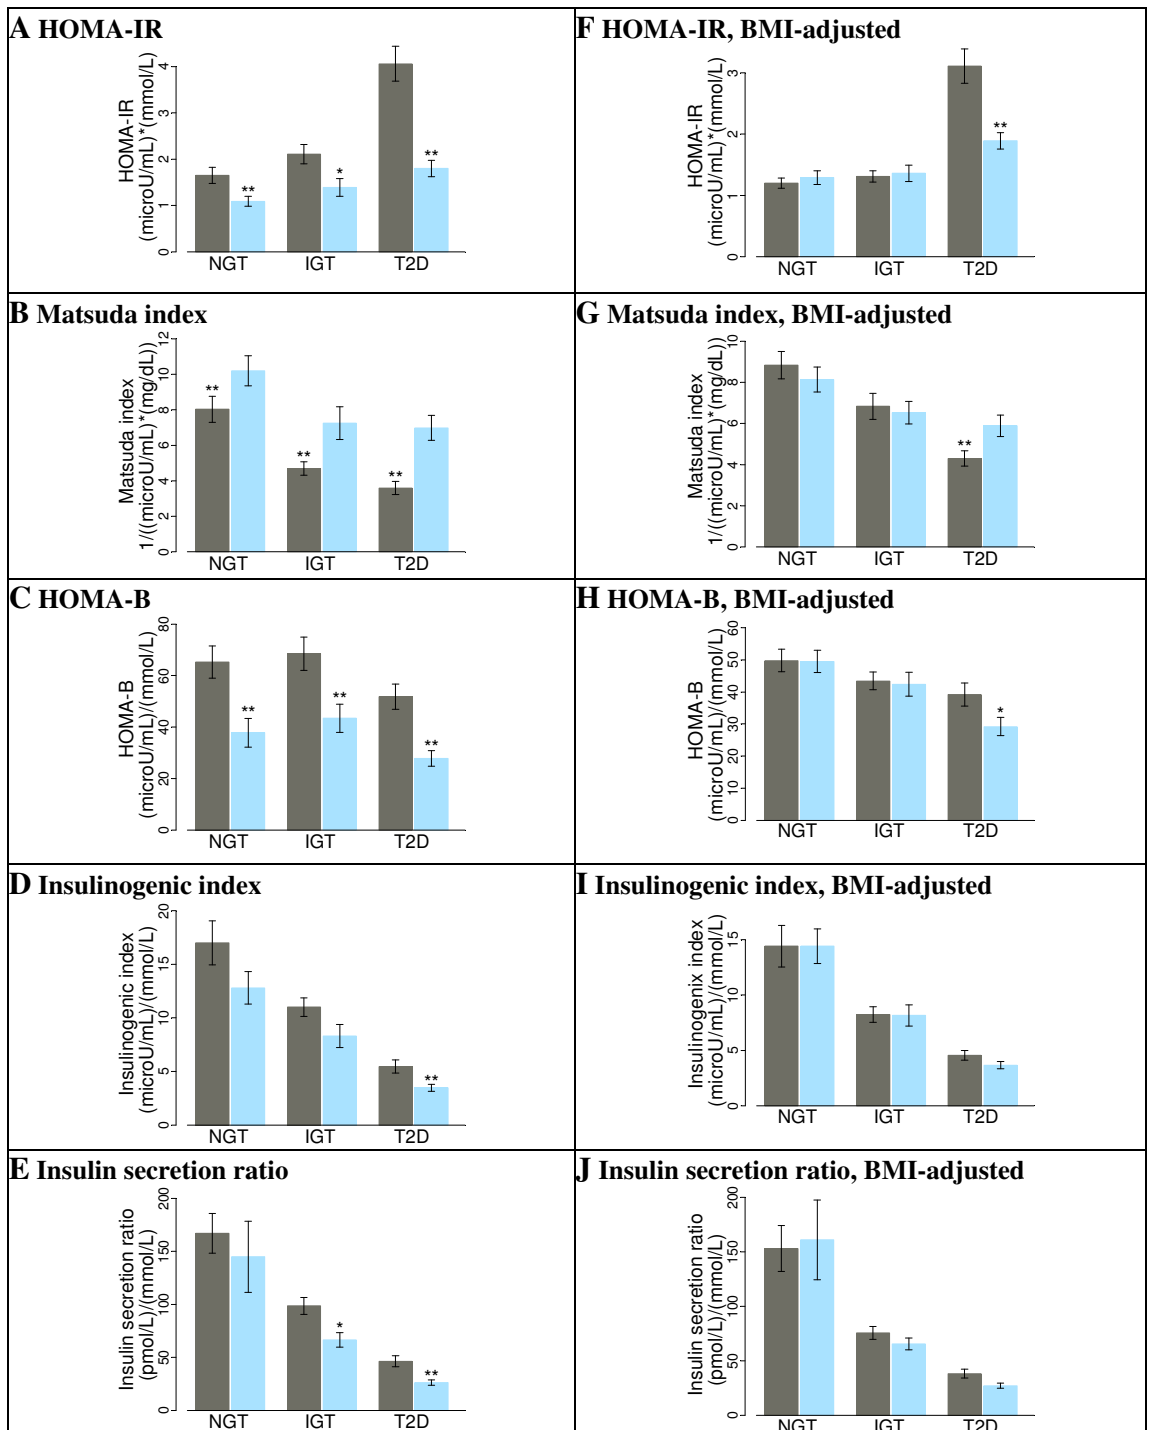 A HOMA-IR
HOMA-IR
(microU/mL)*(mmol/L)
0 1 2 3 4
** * **
NGT IGT T2D
F HOMA-IR, BMI-adjusted
HOMA-IR
(microU/mL)*(mmol/L)
0 1 2 3
**
NGT IGT T2D
B Matsuda index
Matsuda index
1/((microU/mL)*(mg/dL))
0 2 4 6 8 10 12
** ** **
NGT IGT T2D
G Matsuda index, BMI-adjusted
Matsuda index
1/((microU/mL)*(mg/dL))
0 2 4 6 8 10
**
NGT IGT T2D
C HOMA-B
HOMA-B
(microU/mL)/(mmol/L)
0 20 40 60 80
** ** **
NGT IGT T2D
H HOMA-B, BMI-adjusted
HOMA-B
(microU/mL)/(mmol/L)
0 10 20 30 40 50 60
*
NGT IGT T2D
D Insulinogenic index
Insulinogenic index
(microU/mL)/(mmol/L)
0 5 10 15 20
**
NGT IGT T2D
I Insulinogenic index, BMI-adjusted
Insulinogenix index
(microU/mL)/(mmol/L)
0 5 10 15
NGT IGT T2D
E Insulin secretion ratio
Insulin secretion ratio
(pmol/L)/(mmol/L)
0 50 100 150 200
* **
NGT IGT T2D
J Insulin secretion ratio, BMI-adjusted
Insulin secretion ratio
(pmol/L)/(mmol/L)
0 50 100 150 200
NGT IGT T2D